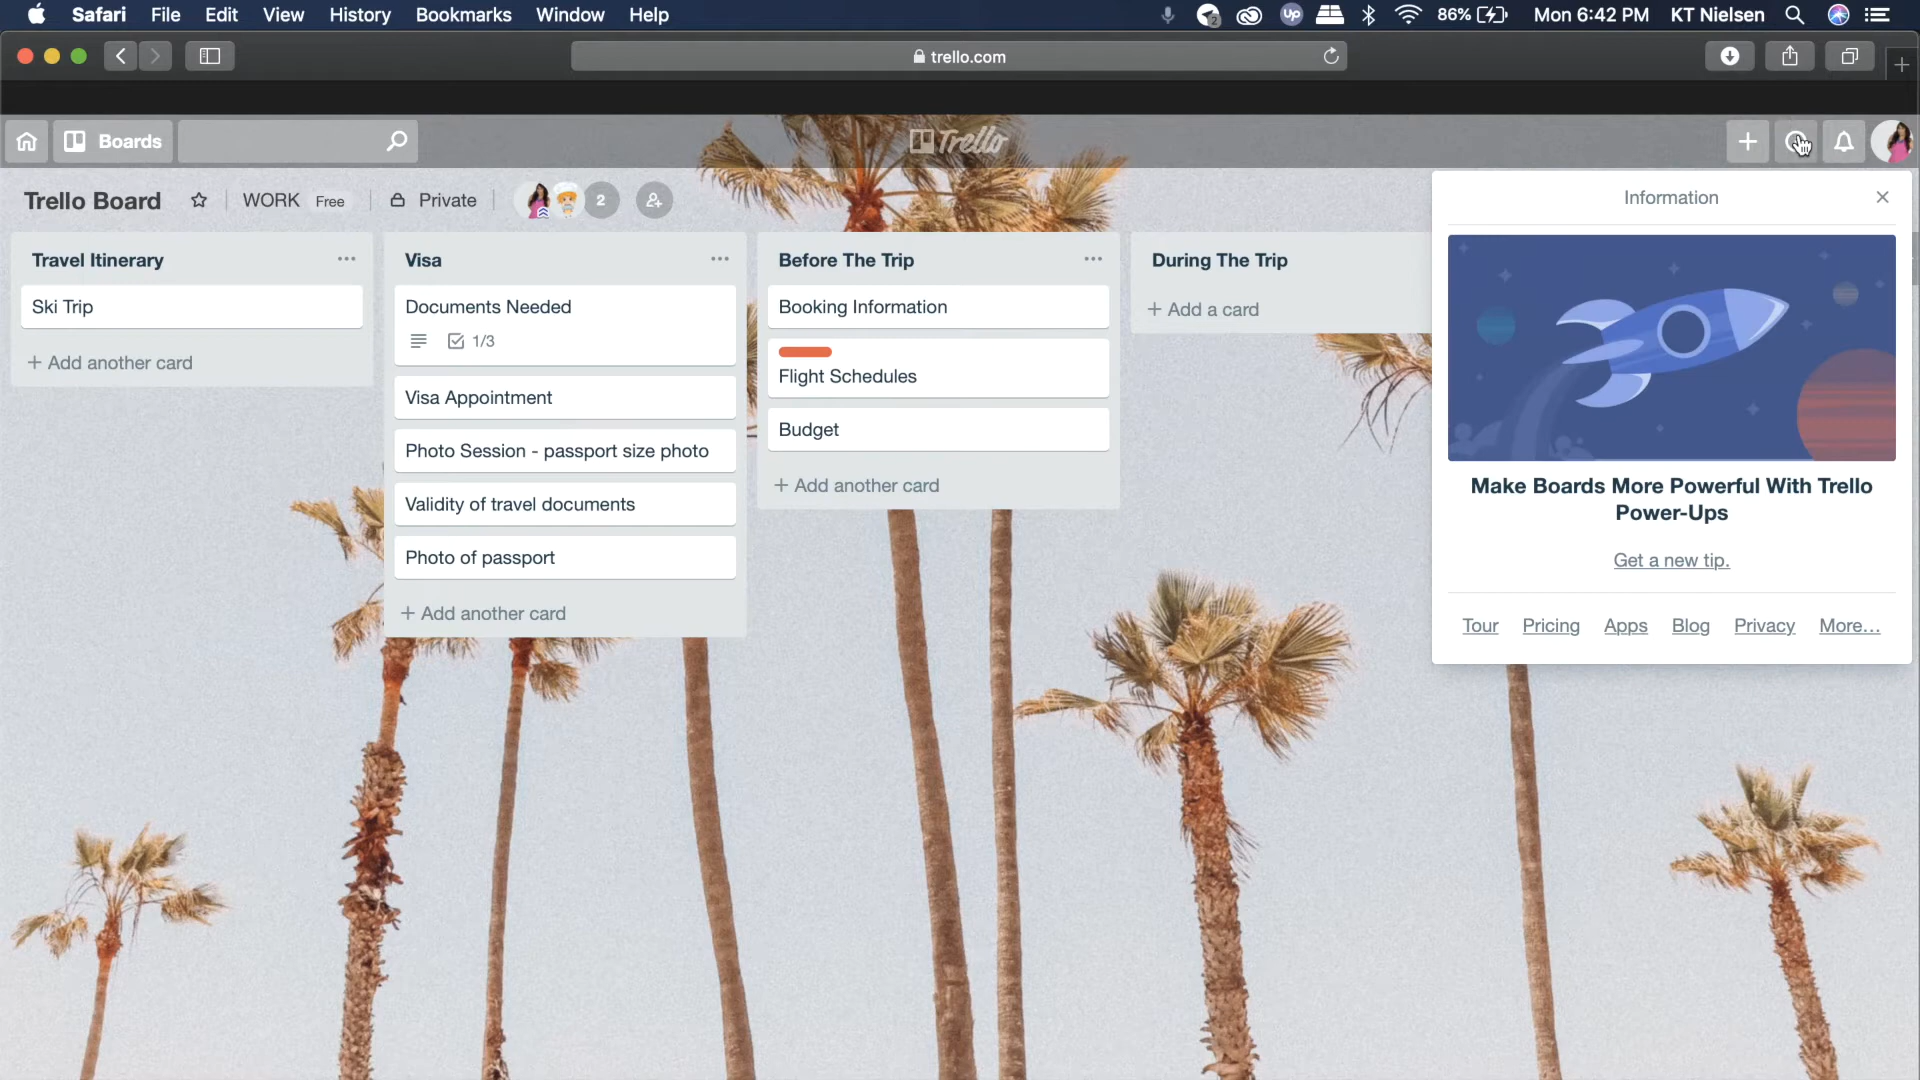 Safari File Edit View History Bookmarks Window Help
2 Up 86% Mon 6:42 PM KT Nielsen
trello.com
Boards
Trello
Trello Board WORK Free Private 2
Travel Itinerary
Ski Trip
+ Add another card
Visa
Documents Needed
1/3
Visa Appointment
Photo Session - passport size photo
Validity of travel documents
Photo of passport
+ Add another card
Before The Trip
Booking Information
Flight Schedules
Budget
+ Add another card
During The Trip
+ Add a card
Information
Make Boards More Powerful With Trello
Power-Ups
Get a new tip.
Tour Pricing Apps Blog Privacy More...